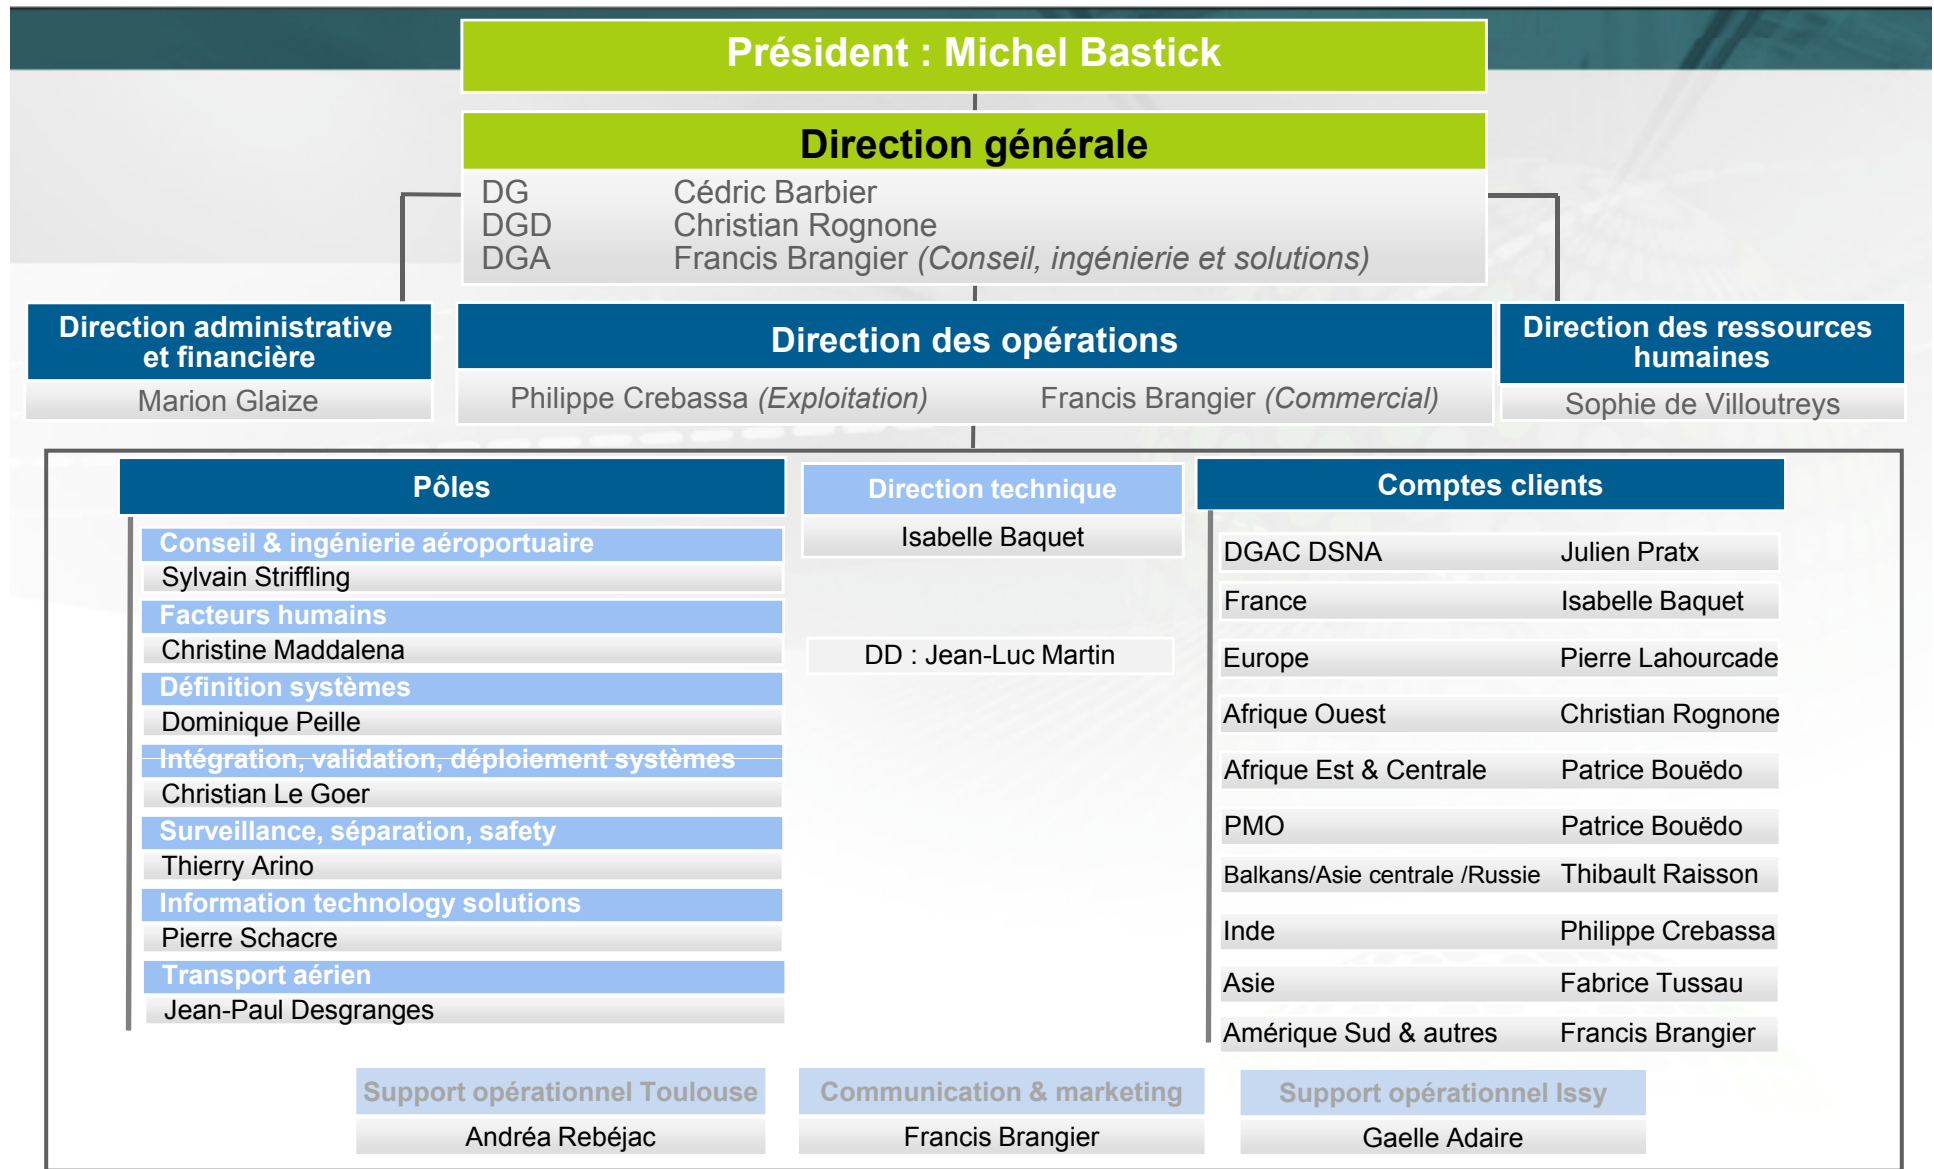 Président : Michel Bastick
Direction générale
DG Cédric Barbier
DGD Christian Rognone
DGA Francis Brangier (Conseil, ingénierie et solutions)
Direction administrative
et financière
Marion Glaize
Direction des opérations
Philippe Crebassa (Exploitation) Francis Brangier (Commercial)
Direction des ressources
humaines
Sophie de Villoutreys
Pôles
Conseil & ingénierie aéroportuaire
Sylvain Striffling
Facteurs humains
Christine Maddalena
Définition systèmes
Dominique Peille
Intégration, validation, déploiement systèmes
Christian Le Goer
Surveillance, séparation, safety
Thierry Arino
Information technology solutions
Pierre Schacre
Transport aérien
Jean-Paul Desgranges
Direction technique
Isabelle Baquet
DD : Jean-Luc Martin
Comptes clients
DGAC DSNA Julien Pratx
France Isabelle Baquet
Europe Pierre Lahourcade
Afrique Ouest Christian Rognone
Afrique Est & Centrale Patrice Bouëdo
PMO Patrice Bouëdo
Balkans/Asie centrale /Russie Thibault Raisson
Inde Philippe Crebassa
Asie Fabrice Tussau
Amérique Sud & autres Francis Brangier
Support opérationnel Toulouse
Andréa Rebéjac
Communication & marketing
Francis Brangier
Support opérationnel Issy
Gaelle Adaire